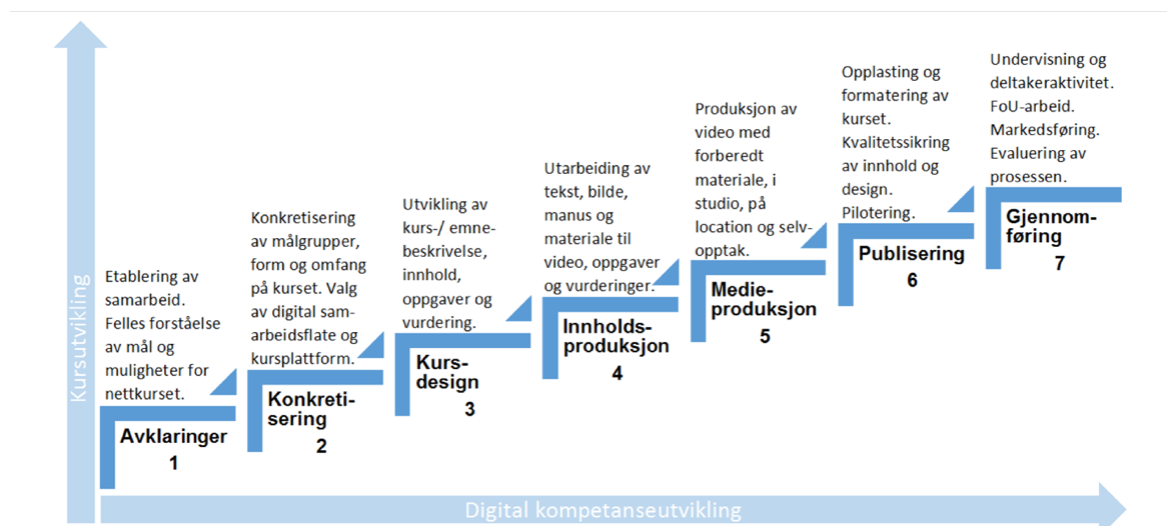 Kursutvikling
Etablering av
samarbeid.
Felles forståelse
av mål og
muligheter for
nettkurset.
Avklaringer
1
Konkretisering
av målgrupper,
form og omfang
på kurset. Valg
av digital sam-
arbeidsflate og
kursplattform.
Konkreti-
sering
2
Utvikling av
kurs-/ emne-
beskrivelse,
innhold,
oppgaver og
vurdering.
Kurs-
design
3
Utarbeiding av
tekst, bilde,
manus og
materiale til
video, oppgaver
og vurderinger.
Innholds-
produksjon
4
Produksjon av
video med
forberedt
materiale, i
studio, på
location og selv-
opptak.
Medie-
produksjon
5
Opplasting og
formatering av
kurset.
Kvalitetssikring
av innhold og
design.
Pilotering.
Publisering
6
Undervisning og
deltakeraktivitet.
FoU-arbeid.
Markedsføring.
Evaluering av
prosessen.
Gjennom-
føring
7
Digital kompetanseutvikling